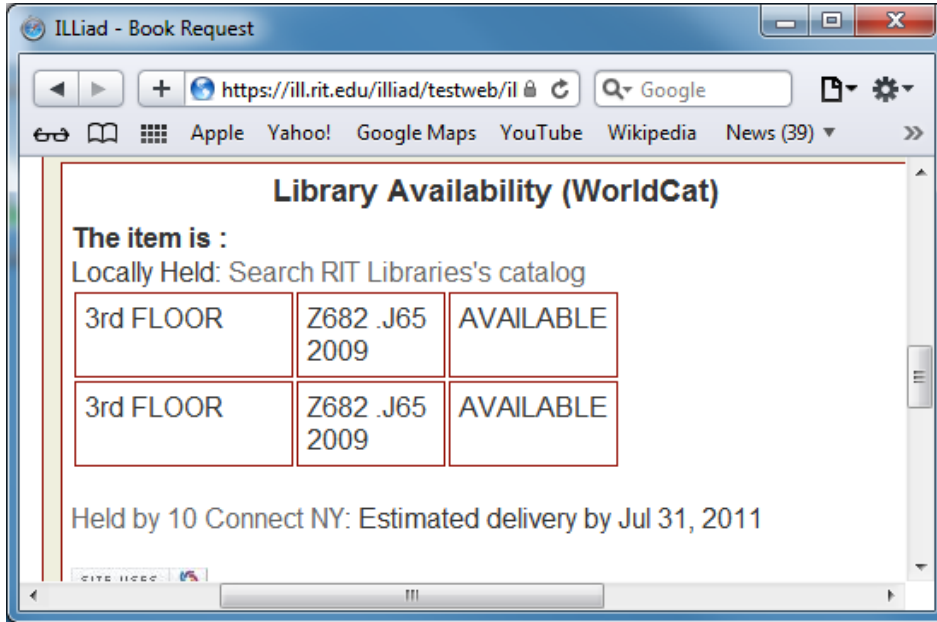 ILLiad - Book Request
https://ill.rit.edu/illiad/testweb/il
Google
Apple Yahoo! Google Maps YouTube Wikipedia News (39)
Library Availability (WorldCat)
The item is :
Locally Held: Search RIT Libraries's catalog
3rd FLOOR Z682 .J65 AVAILABLE
2009
3rd FLOOR Z682 .J65 AVAILABLE
2009
Held by 10 Connect NY: Estimated delivery by Jul 31, 2011
SITE USES